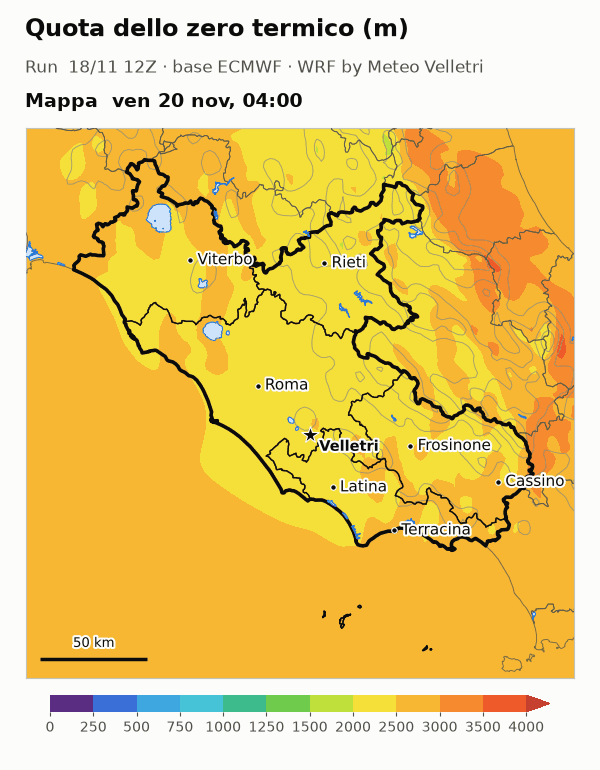 Quota dello zero termico (m)
Run  18/11 12Z · base ECMWF · WRF by Meteo Velletri
Mappa  ven 20 nov, 04:00
Viterbo
Rieti
Roma
Velletri
Frosinone
Cassino
Latina
Terracina
50 km
0 250 500 750 1000 1250 1500 2000 2500 3000 3500 4000